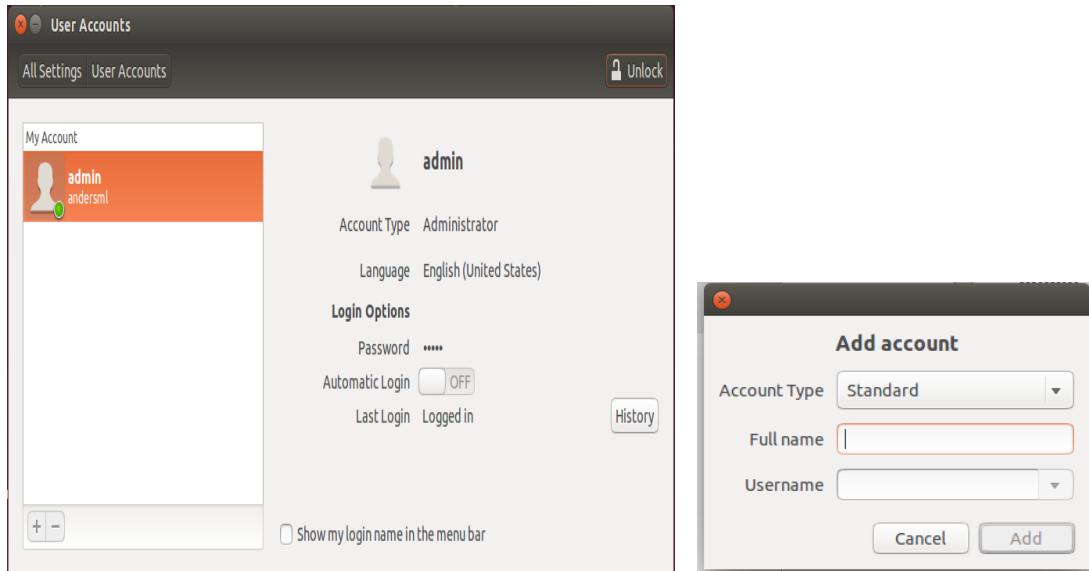 User Accounts
All Settings User Accounts
Unlock
My Account
admin
andersml
admin
Account Type Administrator
Language English (United States)
Login Options
Password •••••
Automatic Login OFF
Last Login Logged in
History
+ −
Show my login name in the menu bar
Add account
Account Type Standard
Full name
Username
Cancel Add